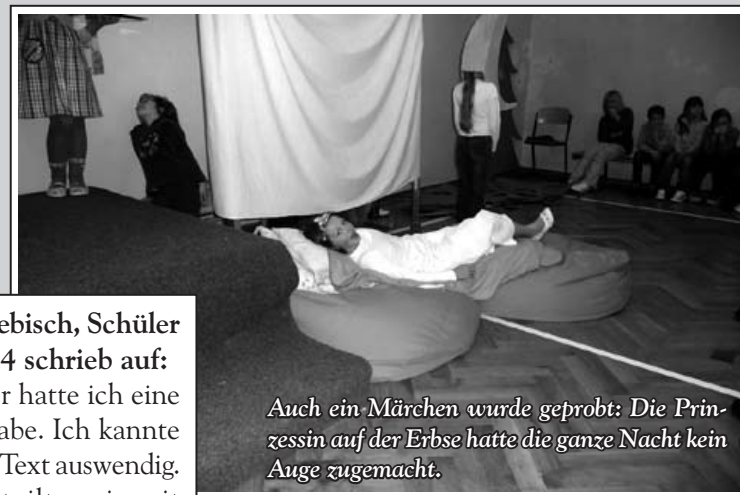 ebisch, Schüler
4 schrieb auf:
r hatte ich eine
abe. Ich kannte
Text auswendig.
Auch ein Märchen wurde geprobt: Die Prin-
zessin auf der Erbse hatte die ganze Nacht kein
Auge zugemacht.